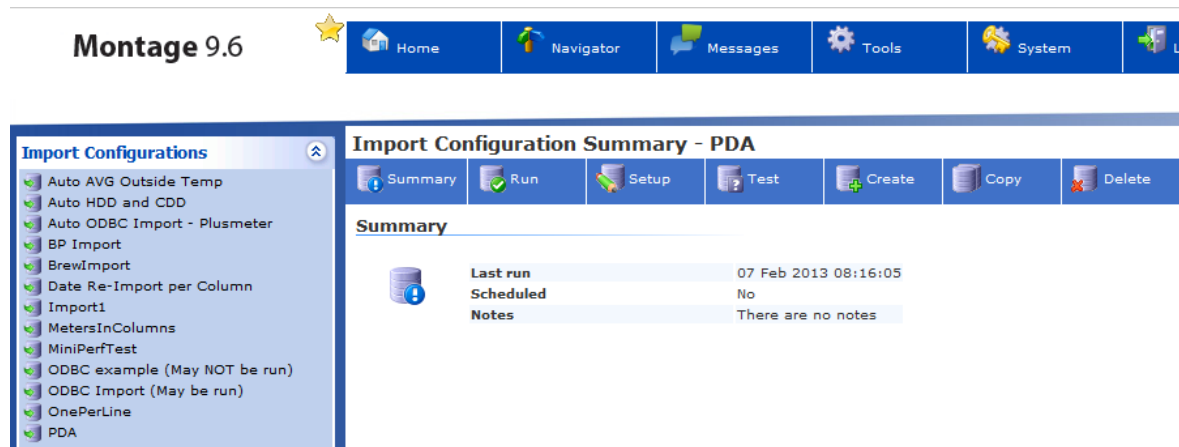 Montage 9.6
Home Navigator Messages Tools System L
Import Configurations
Auto AVG Outside Temp
Auto HDD and CDD
Auto ODBC Import - Plusmeter
BP Import
BrewImport
Date Re-Import per Column
Import1
MetersInColumns
MiniPerfTest
ODBC example (May NOT be run)
ODBC Import (May be run)
OnePerLine
PDA
Import Configuration Summary - PDA
Summary Run Setup Test Create Copy Delete
Summary
Last run 07 Feb 2013 08:16:05
Scheduled No
Notes There are no notes